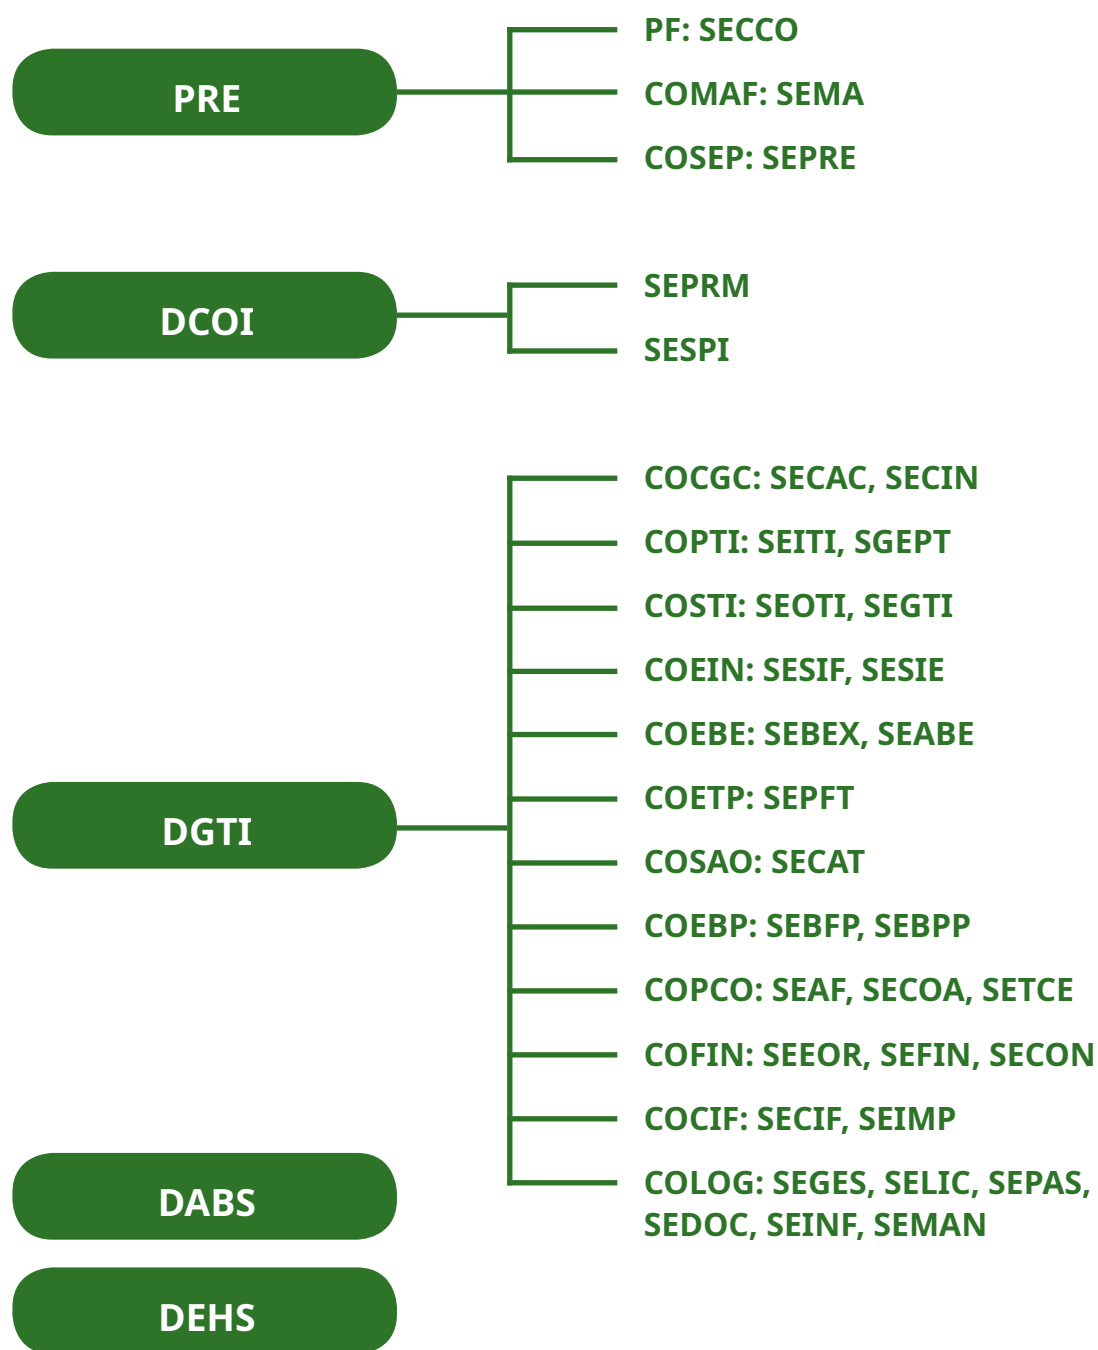 PRE
PF: SECCO
COMAF: SEMA
COSEP: SEPRE
DCOI
SEPRM
SESPI
DGTI
COCGC: SECAC, SECIN
COPTI: SEITI, SGEPT
COSTI: SEOTI, SEGTI
COEIN: SESIF, SESIE
COEBE: SEBEX, SEABE
COETP: SEPFT
COSAO: SECAT
COEBP: SEBFP, SEBPP
COPCO: SEAF, SECOA, SETCE
COFIN: SEEOR, SEFIN, SECON
COCIF: SECIF, SEIMP
COLOG: SEGES, SELIC, SEPAS,
SEDOC, SEINF, SEMAN
DABS
DEHS